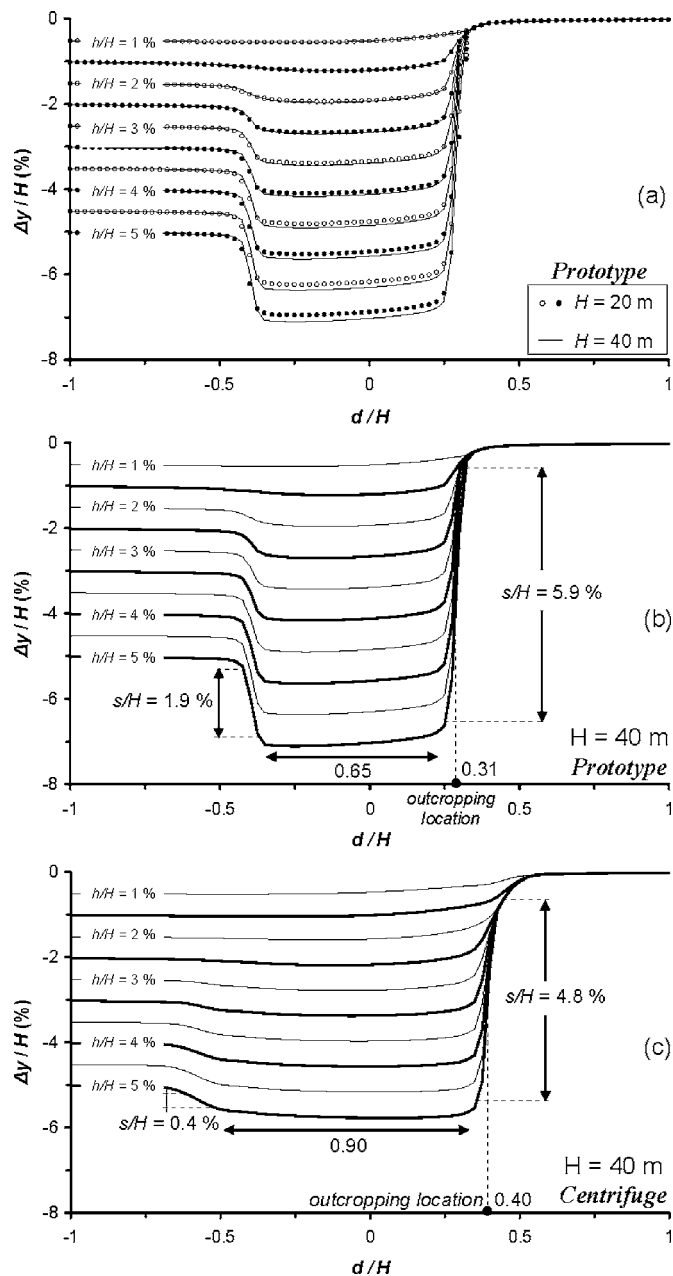 0
h/H = 1 %
h/H = 2 %
-2
h/H = 3 %
h/H = 4 %
-4
h/H = 5 %
-6
-8
Δy / H (%)
(a)
Prototype
H = 20 m
H = 40 m
-1 -0.5 0 0.5 1
d / H
0
h/H = 1 %
h/H = 2 %
-2
h/H = 3 %
h/H = 4 %
-4
h/H = 5 %
-6
-8
Δy / H (%)
s/H = 5.9 %
(b)
s/H = 1.9 %
0.65
0.31
H = 40 m
Prototype
outcropping
location
-1 -0.5 0 0.5 1
d / H
0
h/H = 1 %
h/H = 2 %
-2
h/H = 3 %
h/H = 4 %
-4
h/H = 5 %
-6
-8
Δy / H (%)
s/H = 4.8 %
(c)
s/H = 0.4 %
0.90
H = 40 m
Centrifuge
outcropping location 0.40
-1 -0.5 0 0.5 1
d / H